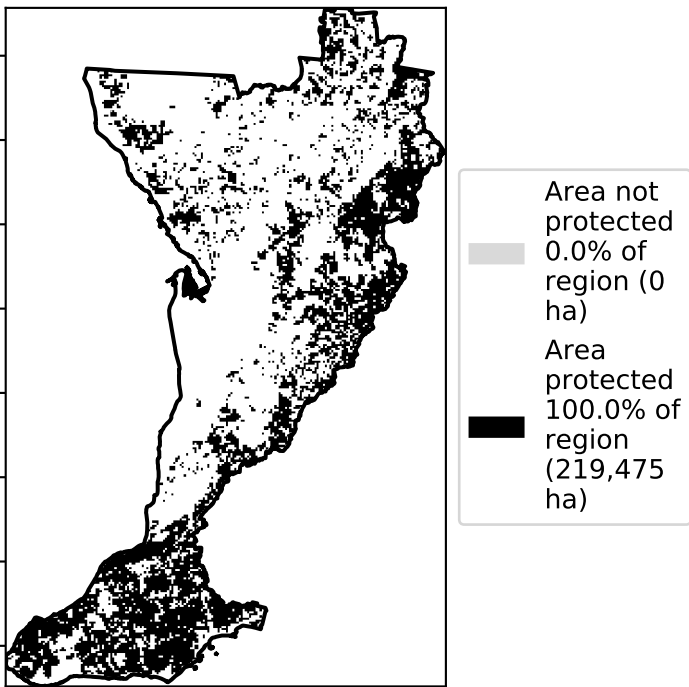 Area not
protected
0.0% of
region (0
ha)
Area
protected
100.0% of
region
(219,475
ha)